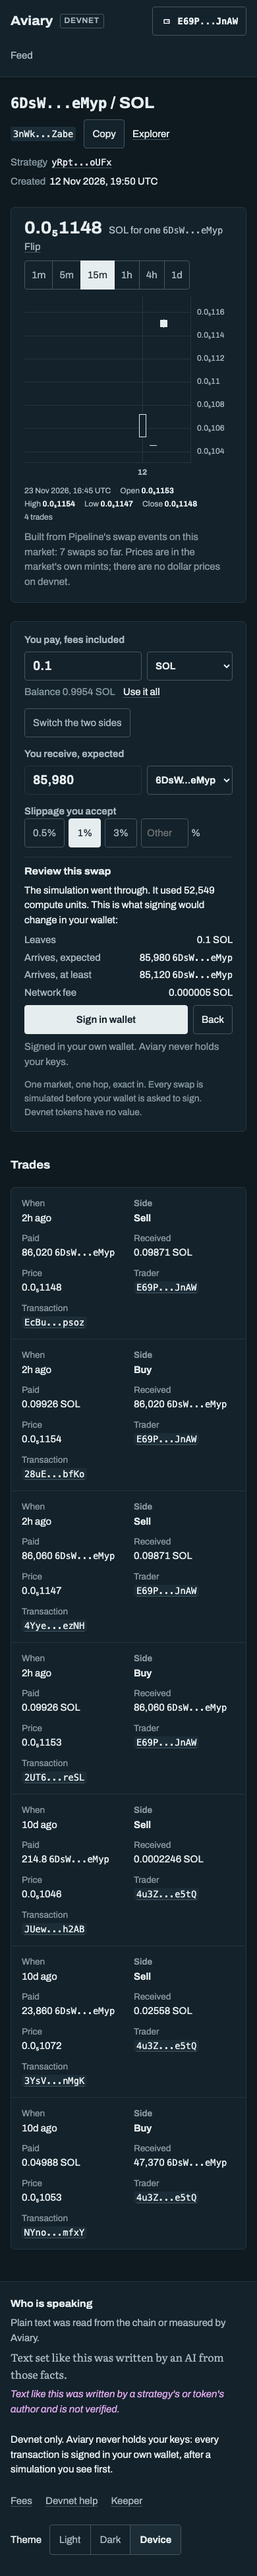 Aviary DEVNET E69P...JnAW
Feed
6DsW...eMyp / SOL
3nWk...Zabe Copy Explorer
Strategy yRpt...oUFx
Created 12 Nov 2026, 19:50 UTC
0.0₅1148 SOL for one 6DsW...eMyp
Flip
1m 5m 15m 1h 4h 1d
0.0₅116
0.0₅114
0.0₅112
0.0₅11
0.0₅108
0.0₅106
0.0₅104
12
23 Nov 2026, 16:45 UTC Open 0.0₅1153
High 0.0₅1154 Low 0.0₅1147 Close 0.0₅1148
4 trades
Built from Pipeline's swap events on this
market: 7 swaps so far. Prices are in the
market's own mints; there are no dollar prices
on devnet.
You pay, fees included
0.1 SOL
Balance 0.9954 SOL Use it all
Switch the two sides
You receive, expected
85,980 6DsW...eMyp
Slippage you accept
0.5% 1% 3% Other %
Review this swap
The simulation went through. It used 52,549
compute units. This is what signing would
change in your wallet:
Leaves 0.1 SOL
Arrives, expected 85,980 6DsW...eMyp
Arrives, at least 85,120 6DsW...eMyp
Network fee 0.000005 SOL
Sign in wallet Back
Signed in your own wallet. Aviary never holds
your keys.
One market, one hop, exact in. Every swap is
simulated before your wallet is asked to sign.
Devnet tokens have no value.
Trades
When Side
2h ago Sell
Paid Received
86,020 6DsW...eMyp 0.09871 SOL
Price Trader
0.0₅1148 E69P...JnAW
Transaction
EcBu...psoz
When Side
2h ago Buy
Paid Received
0.09926 SOL 86,020 6DsW...eMyp
Price Trader
0.0₅1154 E69P...JnAW
Transaction
28uE...bfKo
When Side
2h ago Sell
Paid Received
86,060 6DsW...eMyp 0.09871 SOL
Price Trader
0.0₅1147 E69P...JnAW
Transaction
4Yye...ezNH
When Side
2h ago Buy
Paid Received
0.09926 SOL 86,060 6DsW...eMyp
Price Trader
0.0₅1153 E69P...JnAW
Transaction
2UT6...reSL
When Side
10d ago Sell
Paid Received
214.8 6DsW...eMyp 0.0002246 SOL
Price Trader
0.0₅1046 4u3Z...e5tQ
Transaction
JUew...h2AB
When Side
10d ago Sell
Paid Received
23,860 6DsW...eMyp 0.02558 SOL
Price Trader
0.0₅1072 4u3Z...e5tQ
Transaction
3YsV...nMgK
When Side
10d ago Buy
Paid Received
0.04988 SOL 47,370 6DsW...eMyp
Price Trader
0.0₅1053 4u3Z...e5tQ
Transaction
NYno...mfxY
Who is speaking
Plain text was read from the chain or measured by
Aviary.
Text set like this was written by an AI from
those facts.
Text like this was written by a strategy's or token's
author and is not verified.
Devnet only. Aviary never holds your keys: every
transaction is signed in your own wallet, after a
simulation you see first.
Fees Devnet help Keeper
Theme Light Dark Device